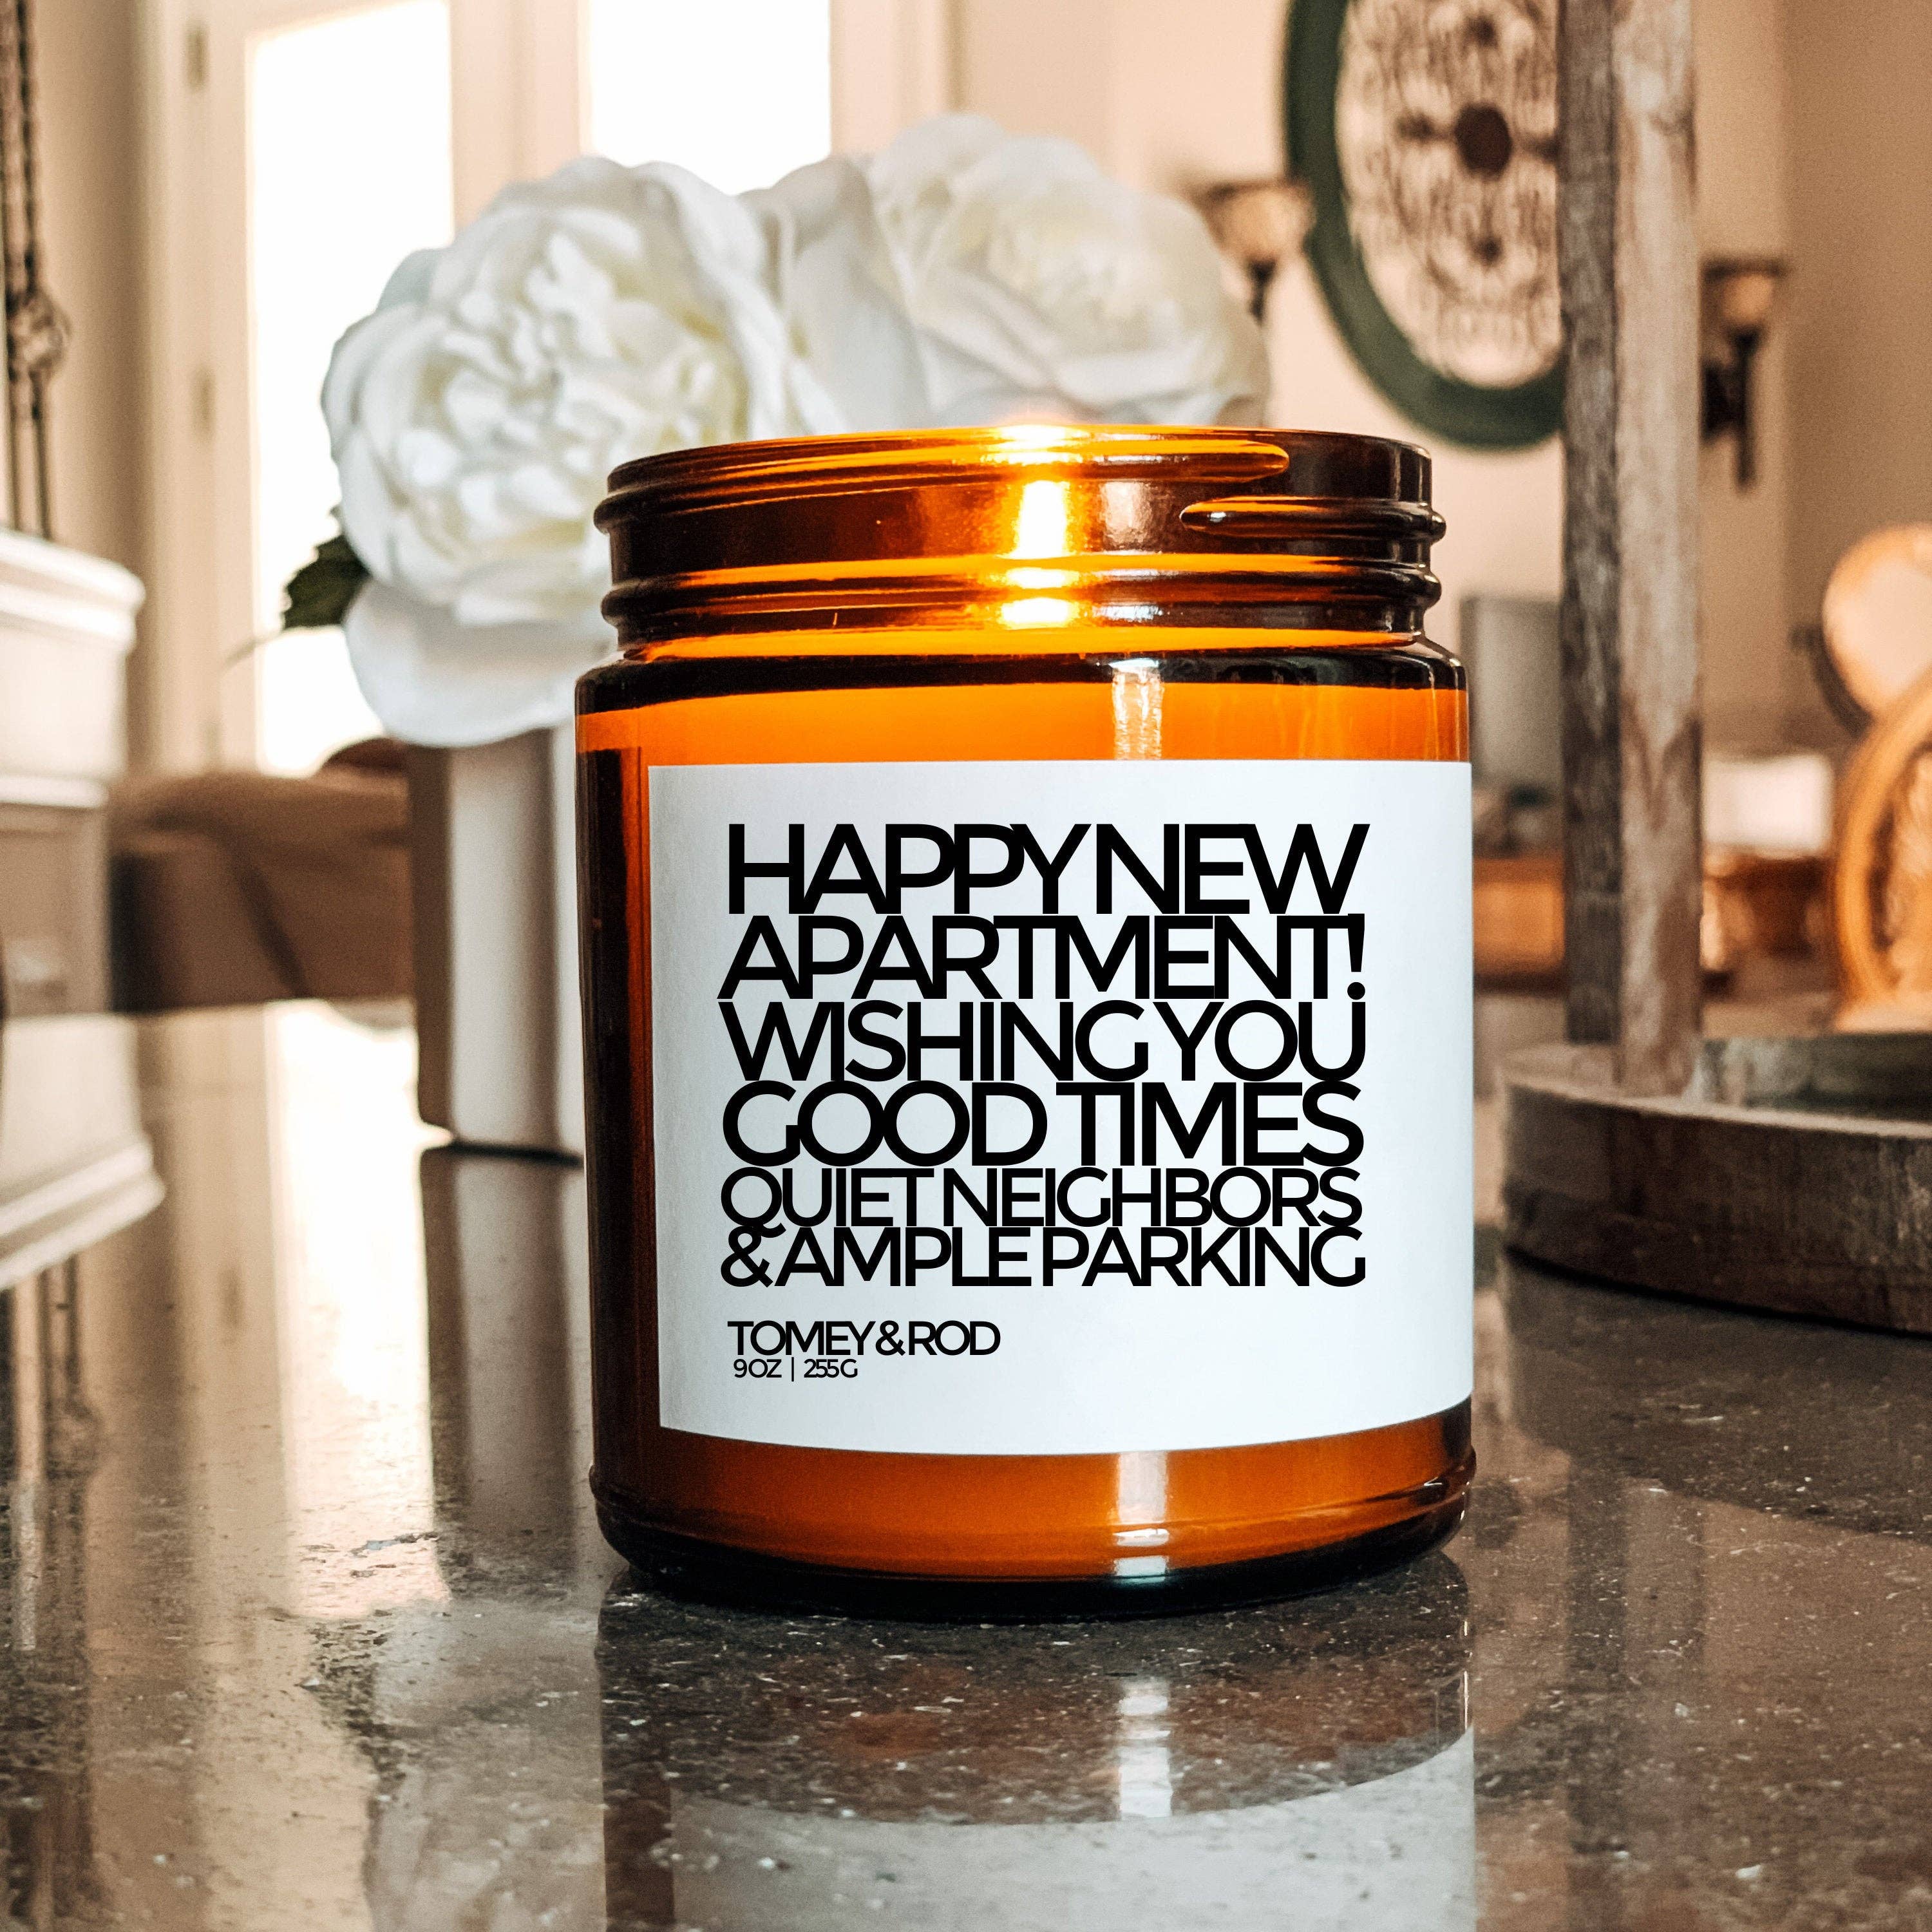 HAPPY NEW
APARTMENT!
WISHING YOU
GOOD TIMES
QUIET NEIGHBORS
& AMPLE PARKING
TOMEY & ROD
9OZ | 255G